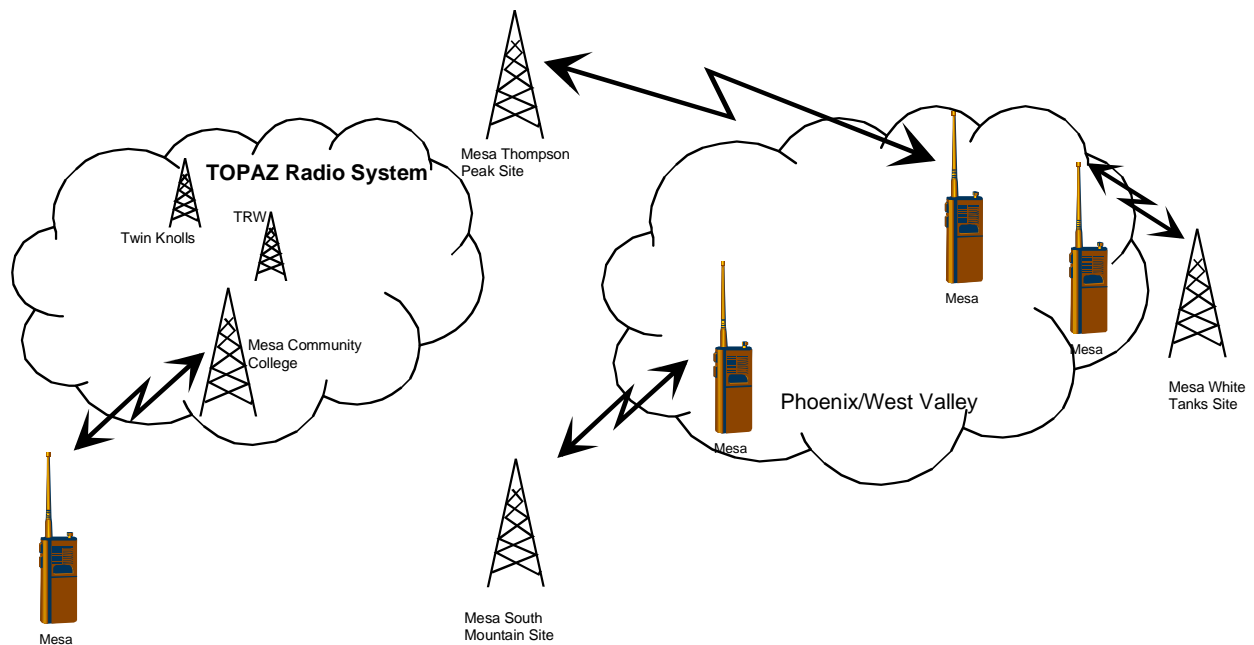 Mesa Thompson
Peak Site
TOPAZ Radio System
TRW
Twin Knolls
Mesa Community
College
Mesa
Mesa
Mesa
Mesa White
Tanks Site
Phoenix/West Valley
Mesa
Mesa South
Mountain Site
Mesa